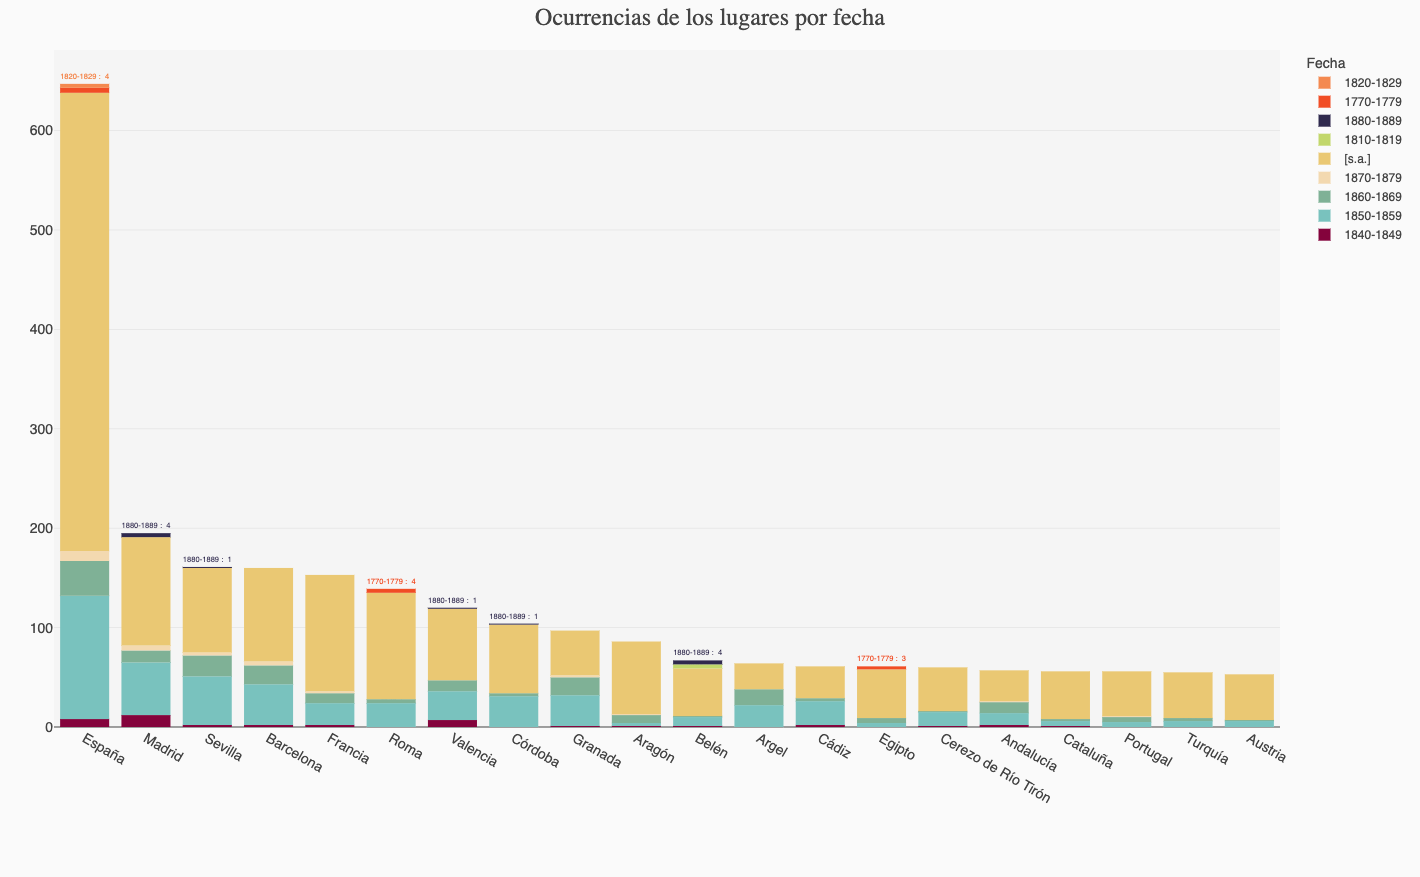 Ocurrencias de los lugares por fecha
Fecha
1820-1829
1770-1779
1880-1889
1810-1819
[s.a.]
1870-1879
1860-1869
1850-1859
1840-1849
600
500
400
300
200
100
0
1820-1829 : 4
1880-1889 : 4
1880-1889 : 1
1770-1779 : 4
1880-1889 : 1
1880-1889 : 1
1880-1889 : 4
1770-1779 : 3
España
Madrid
Sevilla
Barcelona
Francia
Roma
Valencia
Córdoba
Granada
Aragón
Belén
Argel
Cádiz
Egipto
Cerezo de Río Tirón
Andalucía
Cataluña
Portugal
Turquía
Austria